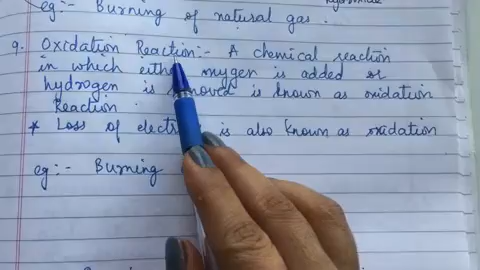 eg:- Burning of natural gas.
9. Oxidation Reaction:- A chemical reaction
in which either oxygen is added or
hydrogen is removed is known as oxidation
Reaction.
* Loss of is also known as oxidation
eg:- Burning